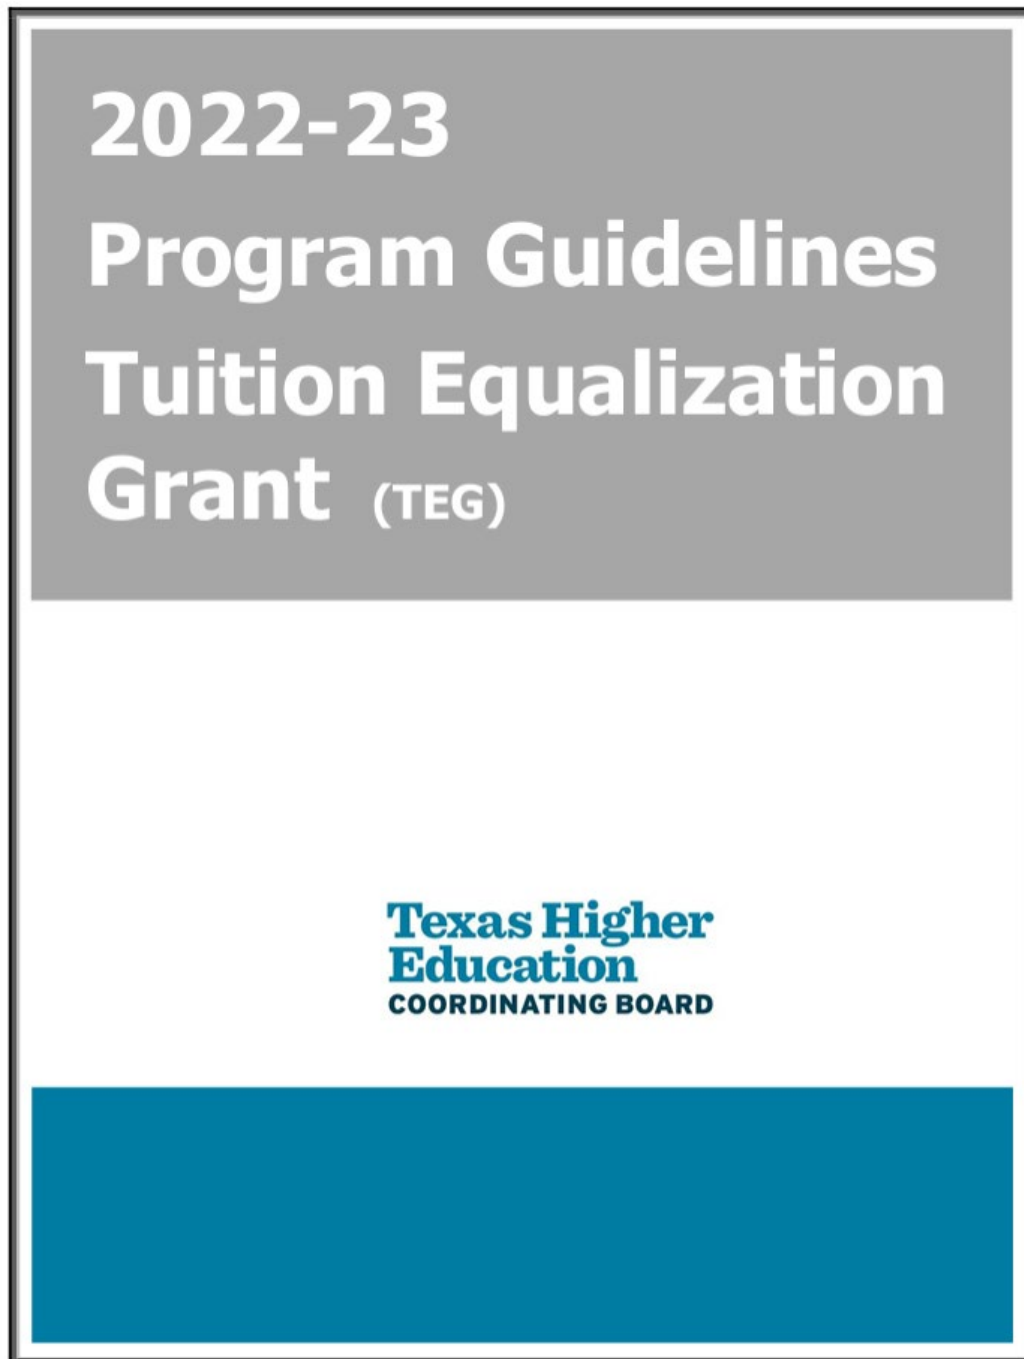 2022-23
Program Guidelines
Tuition Equalization
Grant (TEG)
Texas Higher
Education
COORDINATING BOARD